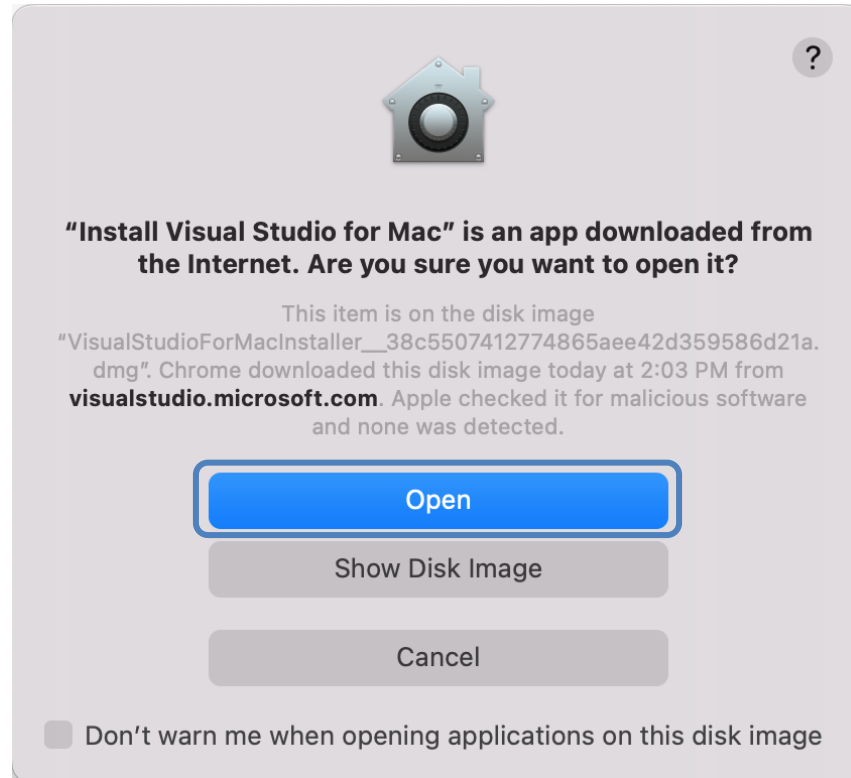 ?
“Install Visual Studio for Mac” is an app downloaded from
the Internet. Are you sure you want to open it?
This item is on the disk image
“VisualStudioForMacInstaller__38c5507412774865aee42d359586d21a.
dmg”. Chrome downloaded this disk image today at 2:03 PM from
visualstudio.microsoft.com. Apple checked it for malicious software
and none was detected.
Open
Show Disk Image
Cancel
Don’t warn me when opening applications on this disk image